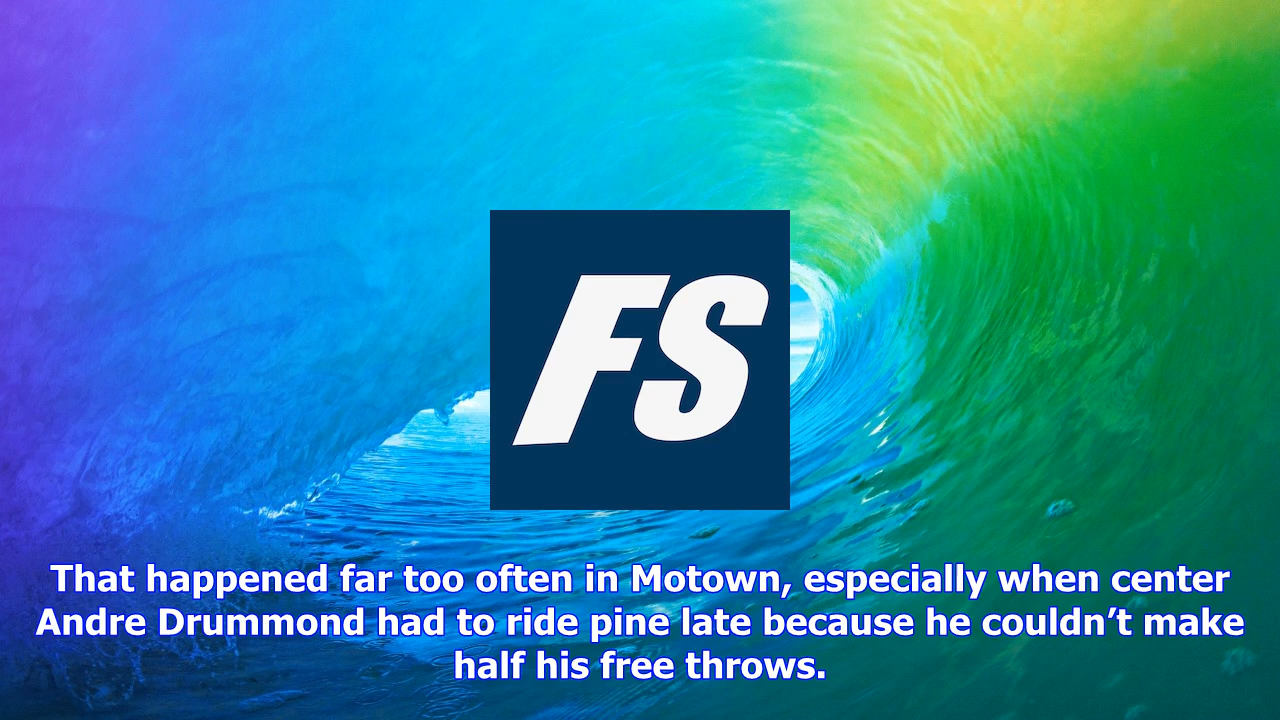 FS
That happened far too often in Motown, especially when center
Andre Drummond had to ride pine late because he couldn’t make
half his free throws.